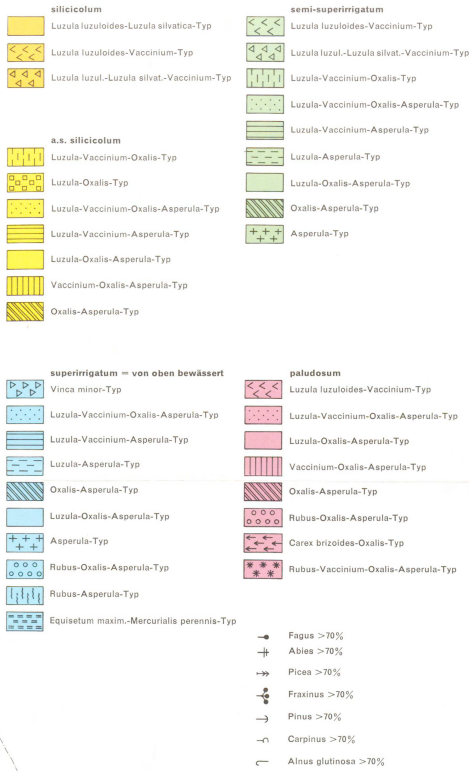 silicicolum
Luzula luzuloides-Luzula silvatica-Typ
Luzula luzuloides-Vaccinium-Typ
Luzula luzul.-Luzula silvat.-Vaccinium-Typ
a.s. silicicolum
Luzula-Vaccinium-Oxalis-Typ
Luzula-Oxalis-Typ
Luzula-Vaccinium-Oxalis-Asperula-Typ
Luzula-Vaccinium-Asperula-Typ
Luzula-Oxalis-Asperula-Typ
Vaccinium-Oxalis-Asperula-Typ
Oxalis-Asperula-Typ
semi-superirrigatum
Luzula luzuloides-Vaccinium-Typ
Luzula luzul.-Luzula silvat.-Vaccinium-Typ
Luzula-Vaccinium-Oxalis-Typ
Luzula-Vaccinium-Oxalis-Asperula-Typ
Luzula-Vaccinium-Asperula-Typ
Luzula-Asperula-Typ
Luzula-Oxalis-Asperula-Typ
Oxalis-Asperula-Typ
Asperula-Typ
superirrigatum = von oben bewässert
Vinca minor-Typ
Luzula-Vaccinium-Oxalis-Asperula-Typ
Luzula-Vaccinium-Asperula-Typ
Luzula-Asperula-Typ
Oxalis-Asperula-Typ
Luzula-Oxalis-Asperula-Typ
Asperula-Typ
Rubus-Oxalis-Asperula-Typ
Rubus-Asperula-Typ
Equisetum maxim.-Mercurialis perennis-Typ
paludosum
Luzula luzuloides-Vaccinium-Typ
Luzula-Vaccinium-Oxalis-Asperula-Typ
Luzula-Oxalis-Asperula-Typ
Vaccinium-Oxalis-Asperula-Typ
Oxalis-Asperula-Typ
Rubus-Oxalis-Asperula-Typ
Carex brizoides-Oxalis-Typ
Rubus-Vaccinium-Oxalis-Asperula-Typ
Fagus >70%
Abies >70%
Picea >70%
Fraxinus >70%
Pinus >70%
Carpinus >70%
Alnus glutinosa >70%